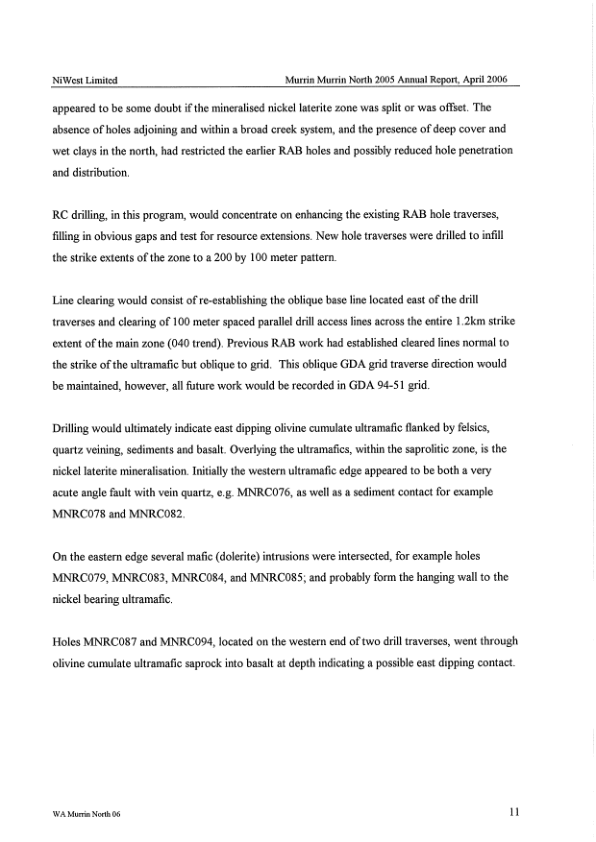 NiWest Limited Murrin Murrin North 2005 Annual Report, April 2006
appeared to be some doubt if the mineralised nickel laterite zone was split or was offset. The
absence of holes adjoining and within a broad creek system, and the presence of deep cover and
wet clays in the north, had restricted the earlier RAB holes and possibly reduced hole penetration
and distribution.
RC drilling, in this program, would concentrate on enhancing the existing RAB hole traverses,
filling in obvious gaps and test for resource extensions. New hole traverses were drilled to infill
the strike extents of the zone to a 200 by 100 meter pattern.
Line clearing would consist of re-establishing the oblique base line located east of the drill
traverses and clearing of 100 meter spaced parallel drill access lines across the entire 1.2km strike
extent of the main zone (040 trend). Previous RAB work had established cleared lines normal to
the strike of the ultramafic but oblique to grid. This oblique GDA grid traverse direction would
be maintained, however, all future work would be recorded in GDA 94-51 grid.
Drilling would ultimately indicate east dipping olivine cumulate ultramafic flanked by felsics,
quartz veining, sediments and basalt. Overlying the ultramafics, within the saprolitic zone, is the
nickel laterite mineralisation. Initially the western ultramafic edge appeared to be both a very
acute angle fault with vein quartz, e.g. MNRC076, as well as a sediment contact for example
MNRC078 and MNRC082.
On the eastern edge several mafic (dolerite) intrusions were intersected, for example holes
MNRC079, MNRC083, MNRC084, and MNRC085; and probably form the hanging wall to the
nickel bearing ultramafic.
Holes MNRC087 and MNRC094, located on the western end of two drill traverses, went through
olivine cumulate ultramafic saprock into basalt at depth indicating a possible east dipping contact.
WA Murrin North 06 11